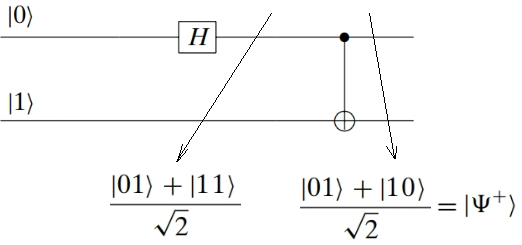 |0⟩
H
|1⟩
|01⟩ + |11⟩
√2
|01⟩ + |10⟩
√2
= |Ψ⁺⟩